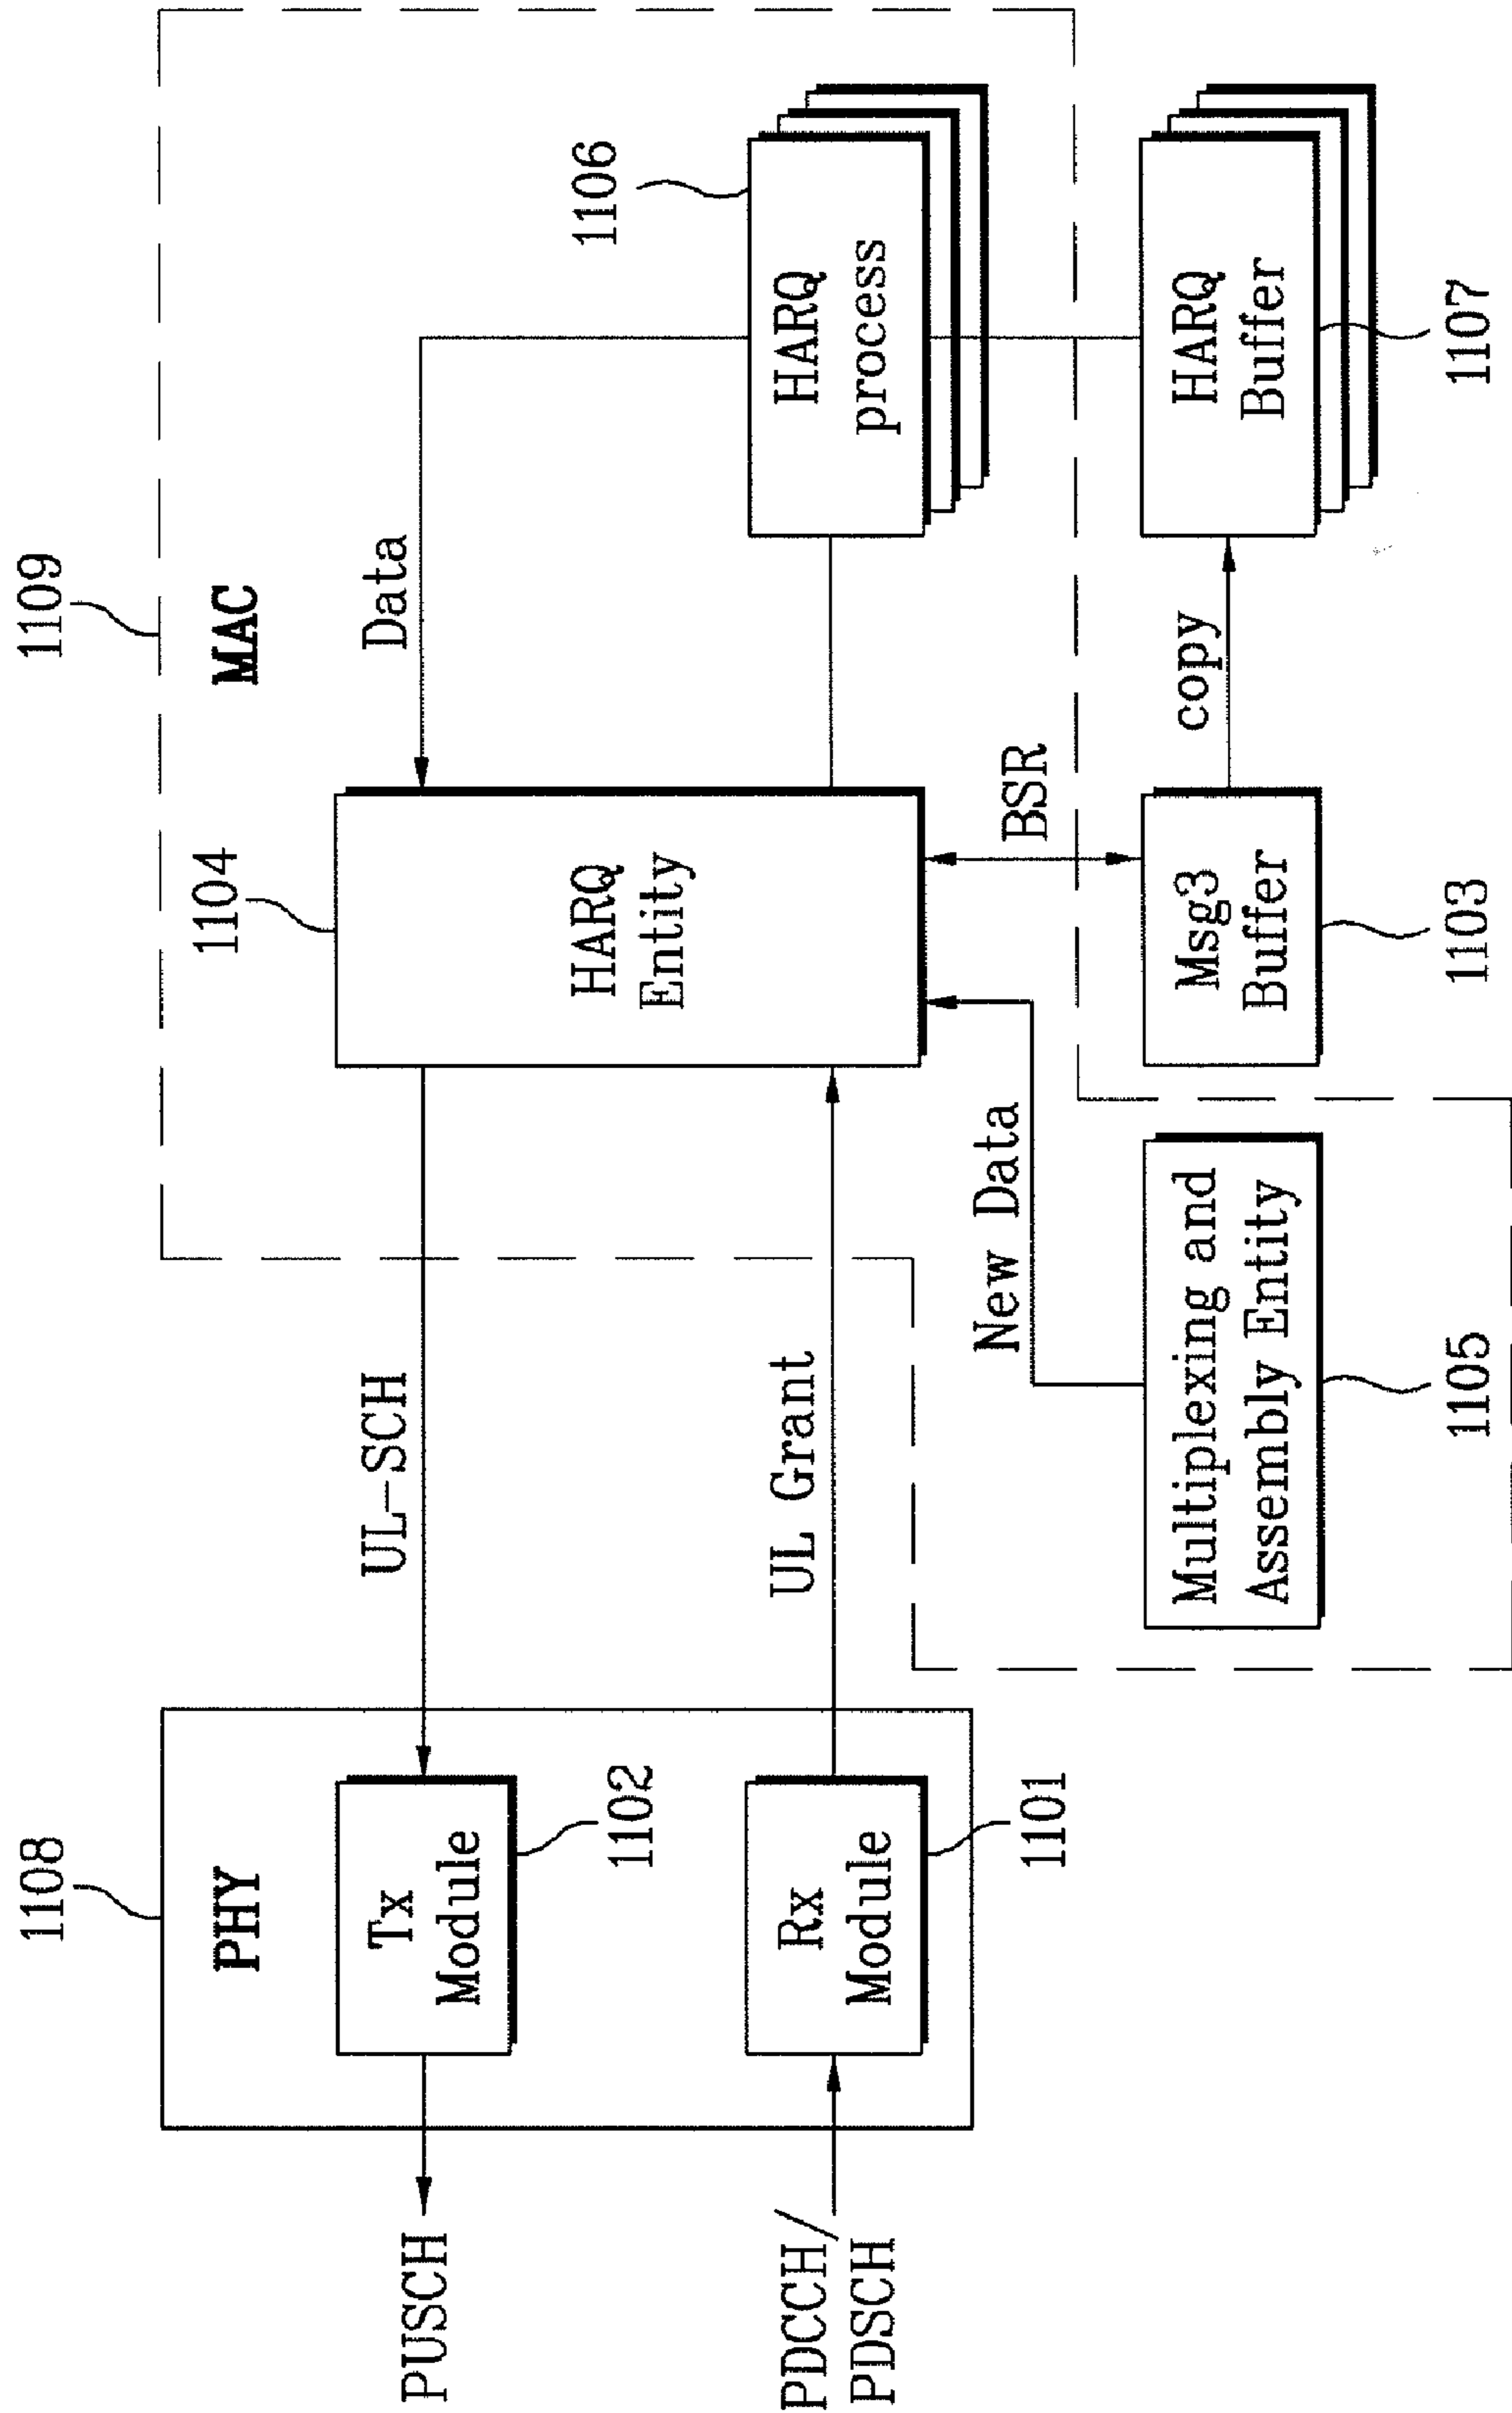 1108
1109
PHY
MAC
PUSCH
Tx
Module
1102
UL-SCH
1104
Data
HARQ
Entity
1106
PDCCH/
PDSCH
Rx
Module
1101
UL Grant
HARQ
process
New Data
BSR
Multiplexing and
Assembly Entity
1105
Msg3
Buffer
1103
copy
HARQ
Buffer
1107